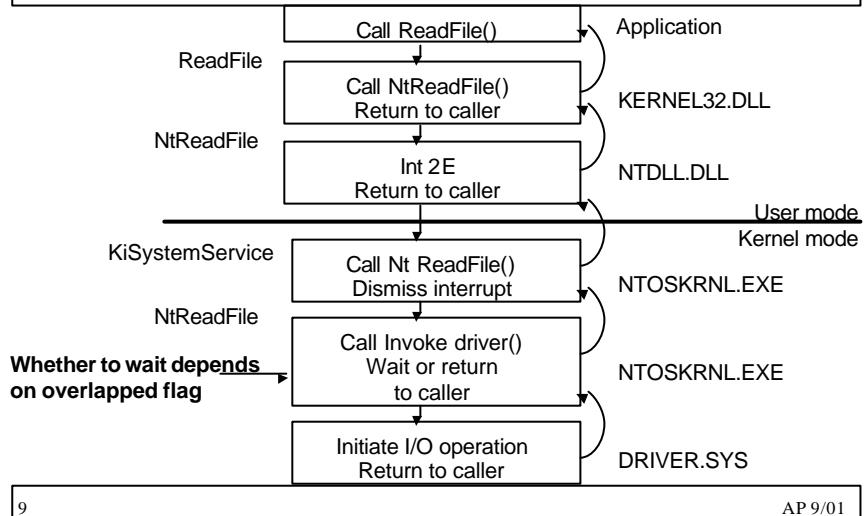 Call ReadFile()
Application
ReadFile
Call NtReadFile()
Return to caller
KERNEL32.DLL
NtReadFile
Int 2E
Return to caller
NTDLL.DLL
User mode
Kernel mode
KiSystemService
Call Nt ReadFile()
Dismiss interrupt
NTOSKRNL.EXE
NtReadFile
Call Invoke driver()
Wait or return
to caller
NTOSKRNL.EXE
Whether to wait depends
on overlapped flag
Initiate I/O operation
Return to caller
DRIVER.SYS
9
AP 9/01